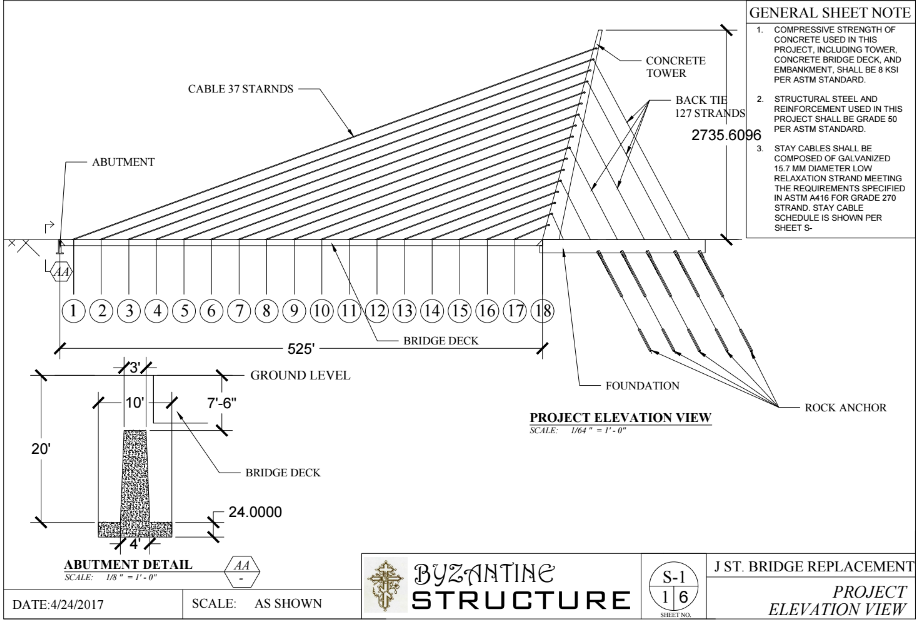 GENERAL SHEET NOTE
1. COMPRESSIVE STRENGTH OF
CONCRETE USED IN THIS
PROJECT, INCLUDING TOWER,
CONCRETE BRIDGE DECK, AND
EMBANKMENT, SHALL BE 8 KSI
PER ASTM STANDARD.
2. STRUCTURAL STEEL AND
REINFORCEMENT USED IN THIS
PROJECT SHALL BE GRADE 50
PER ASTM STANDARD.
3. STAY CABLES SHALL BE
COMPOSED OF GALVANIZED
15.7 MM DIAMETER LOW
RELAXATION STRAND MEETING
THE REQUIREMENTS SPECIFIED
IN ASTM A416 FOR GRADE 270
STRAND. STAY CABLE
SCHEDULE IS SHOWN PER
SHEET S-
CONCRETE
TOWER
CABLE 37 STARNDS
BACK TIE
127 STRANDS
2735.6096
ABUTMENT
AA
1 2 3 4 5 6 7 8 9 10 11 12 13 14 15 16 17 18
BRIDGE DECK
525'
FOUNDATION
ROCK ANCHOR
PROJECT ELEVATION VIEW
SCALE: 1/64 " = 1' - 0"
3'
GROUND LEVEL
10'
7'-6"
20'
BRIDGE DECK
24.0000
4'
ABUTMENT DETAIL
SCALE: 1/8 " = 1' - 0"
AA
-
DATE:4/24/2017
SCALE: AS SHOWN
BYZANTINE
STRUCTURE
S-1
1 6
SHEET NO.
J ST. BRIDGE REPLACEMENT
PROJECT
ELEVATION VIEW